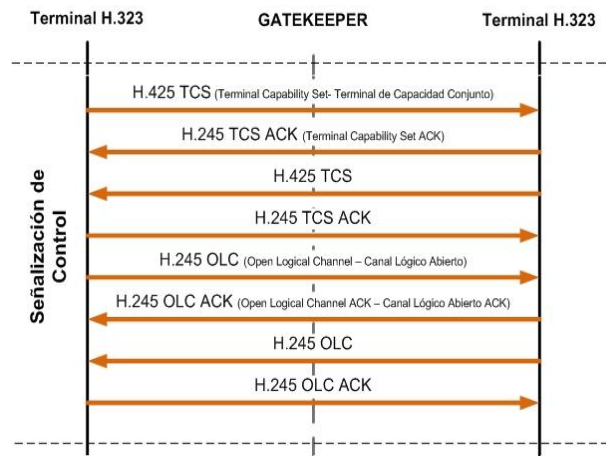 Terminal H.323 GATEKEEPER Terminal H.323
H.425 TCS (Terminal Capability Set- Terminal de Capacidad Conjunto)
H.245 TCS ACK (Terminal Capability Set ACK)
H.425 TCS
H.245 TCS ACK
H.245 OLC (Open Logical Channel – Canal Lógico Abierto)
H.245 OLC ACK (Open Logical Channel ACK – Canal Lógico Abierto ACK)
H.245 OLC
H.245 OLC ACK
Señalización de
Control